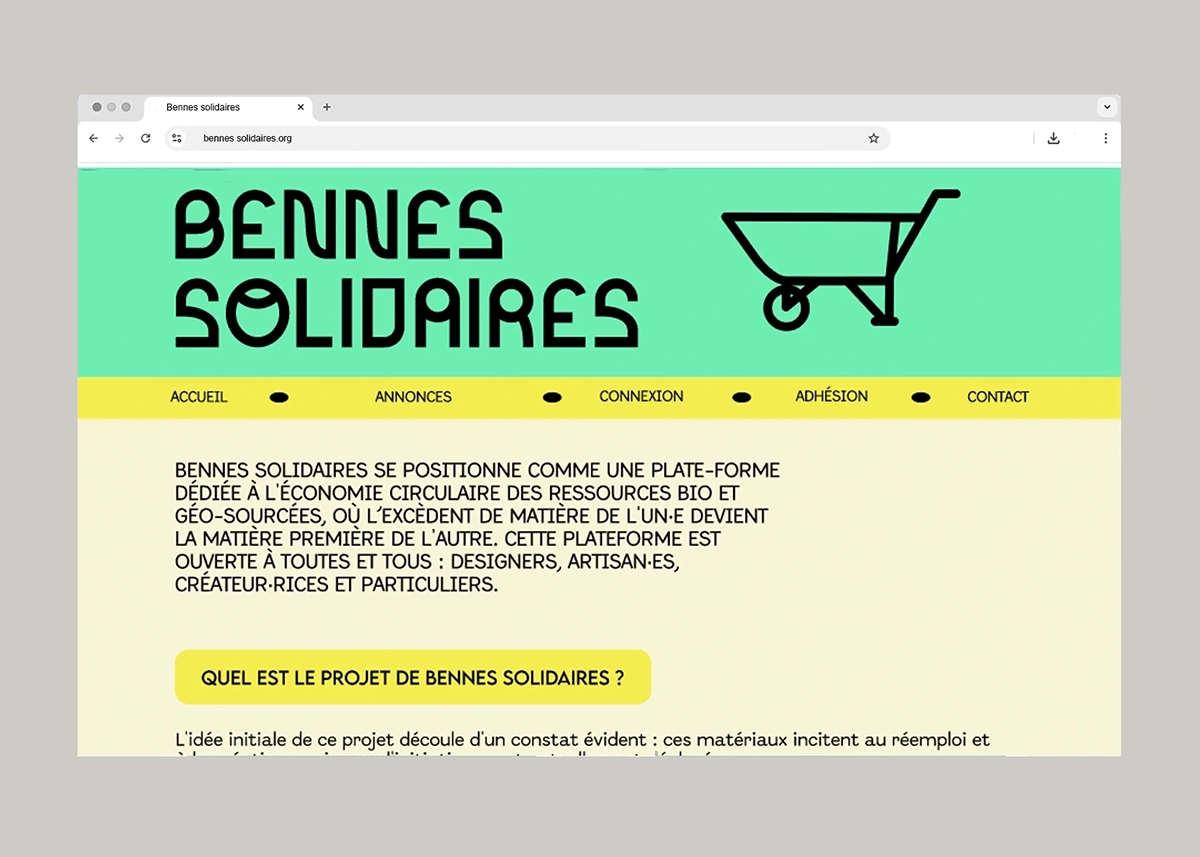 Bennes solidaires
bennes solidaires.org
BENNES
SOLIDAIRES
ACCUEIL
ANNONCES
CONNEXION
ADHÉSION
CONTACT
BENNES SOLIDAIRES SE POSITIONNE COMME UNE PLATE-FORME
DÉDIÉE À L'ÉCONOMIE CIRCULAIRE DES RESSOURCES BIO ET
GÉO-SOURCÉES, OÙ L’EXCÈDENT DE MATIÈRE DE L'UN·E DEVIENT
LA MATIÈRE PREMIÈRE DE L'AUTRE. CETTE PLATEFORME EST
OUVERTE À TOUTES ET TOUS : DESIGNERS, ARTISAN·ES,
CRÉATEUR·RICES ET PARTICULIERS.
QUEL EST LE PROJET DE BENNES SOLIDAIRES ?
L'idée initiale de ce projet découle d'un constat évident : ces matériaux incitent au réemploi et